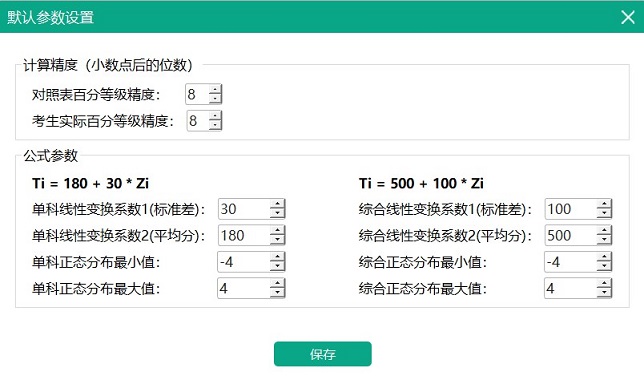 默认参数设置
计算精度（小数点后的位数）
对照表百分等级精度： 8
考生实际百分等级精度： 8
公式参数
Ti = 180 + 30 * Zi Ti = 500 + 100 * Zi
单科线性变换系数1(标准差)： 30 综合线性变换系数1(标准差)： 100
单科线性变换系数2(平均分)： 180 综合线性变换系数2(平均分)： 500
单科正态分布最小值： -4 综合正态分布最小值： -4
单科正态分布最大值： 4 综合正态分布最大值： 4
保存